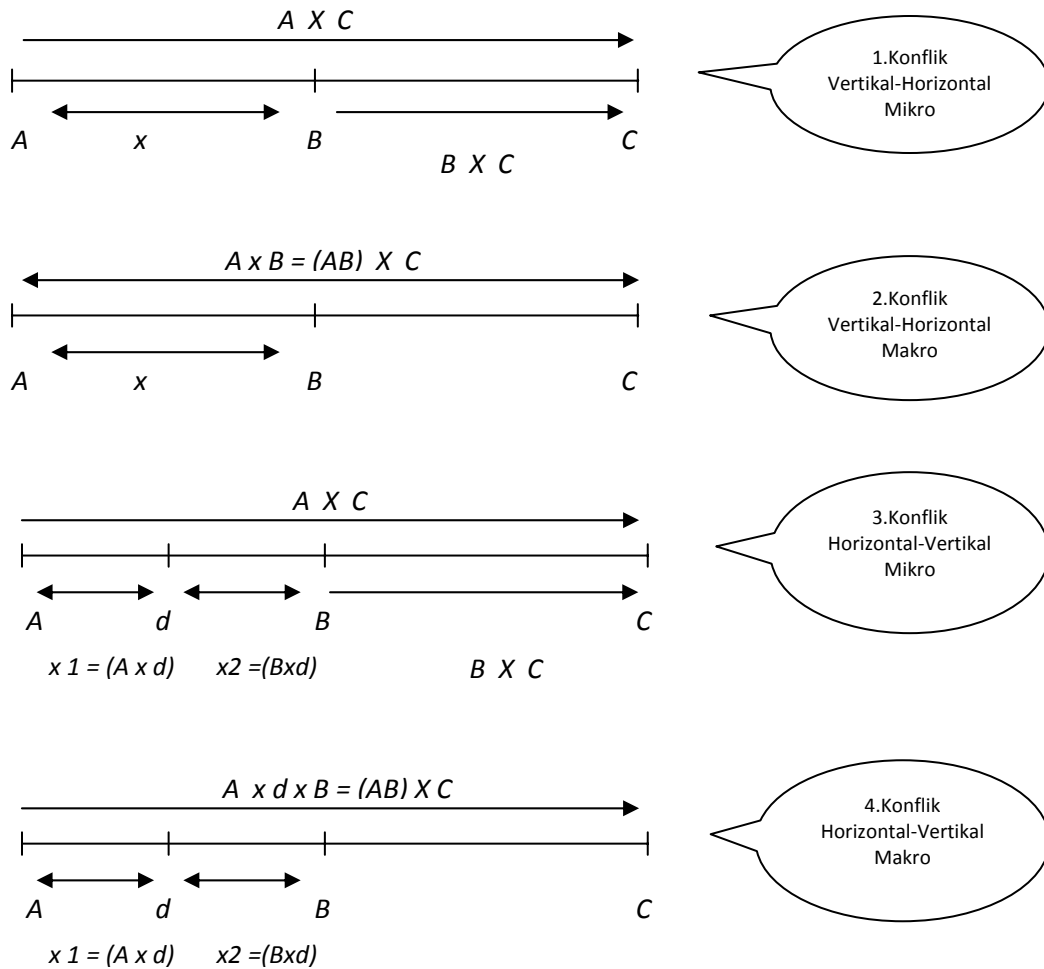 A X C
1.Konflik
Vertikal-Horizontal
Mikro
A x B C
B X C
A x B = (AB) X C
2.Konflik
Vertikal-Horizontal
Makro
A x B C
A X C
3.Konflik
Horizontal-Vertikal
Mikro
A d B C
x 1 = (A x d) x2 =(Bxd) B X C
A x d x B = (AB) X C
4.Konflik
Horizontal-Vertikal
Makro
A d B C
x 1 = (A x d) x2 =(Bxd)